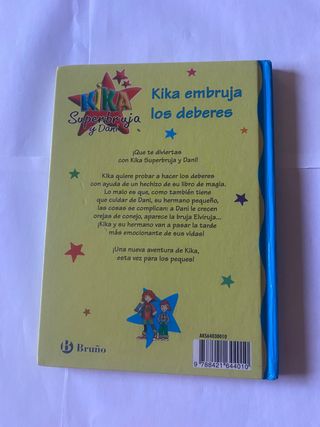 KIKA
Superbruja
y Dani
Kika embruja
los deberes
¡Que te diviertas
con Kika Superbruja y Dani!
Kika quiere probar a hacer los deberes
con ayuda de un hechizo de su libro de magia.
Lo malo es que, como también tiene
que cuidar de Dani, su hermano pequeño,
las cosas se complican: a Dani le crecen
orejas de conejo, aparece la bruja Elviruja...
¡Kika y su hermano van a pasar la tarde
más emocionante de sus vidas!
¡Una nueva aventura de Kika,
esta vez para los peques!
B Bruño
AK564030010
9 788421 644010